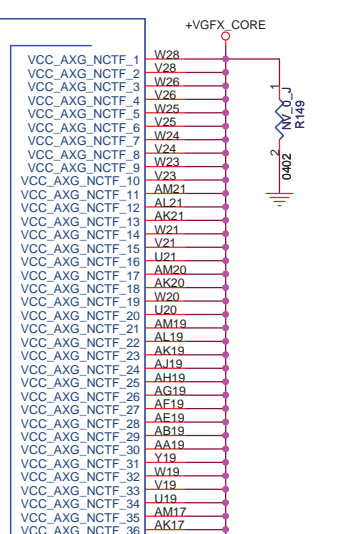 +VGFX_CORE
VCC_AXG_NCTF_1 W28
VCC_AXG_NCTF_2 V28
VCC_AXG_NCTF_3 W26
VCC_AXG_NCTF_4 V26
VCC_AXG_NCTF_5 W25
VCC_AXG_NCTF_6 V25
VCC_AXG_NCTF_7 W24
VCC_AXG_NCTF_8 V24
VCC_AXG_NCTF_9 W23
VCC_AXG_NCTF_10 V23
VCC_AXG_NCTF_11 AM21
VCC_AXG_NCTF_12 AL21
VCC_AXG_NCTF_13 AK21
VCC_AXG_NCTF_14 W21
VCC_AXG_NCTF_15 V21
VCC_AXG_NCTF_16 U21
VCC_AXG_NCTF_17 AM20
VCC_AXG_NCTF_18 AK20
VCC_AXG_NCTF_19 W20
VCC_AXG_NCTF_20 U20
VCC_AXG_NCTF_21 AM19
VCC_AXG_NCTF_22 AL19
VCC_AXG_NCTF_23 AK19
VCC_AXG_NCTF_24 AJ19
VCC_AXG_NCTF_25 AH19
VCC_AXG_NCTF_26 AG19
VCC_AXG_NCTF_27 AF19
VCC_AXG_NCTF_28 AE19
VCC_AXG_NCTF_29 AB19
VCC_AXG_NCTF_30 AA19
VCC_AXG_NCTF_31 Y19
VCC_AXG_NCTF_32 W19
VCC_AXG_NCTF_33 V19
VCC_AXG_NCTF_34 U19
VCC_AXG_NCTF_35 AM17
VCC_AXG_NCTF_36 AK17
1
2
NV_0_J
R149
0402